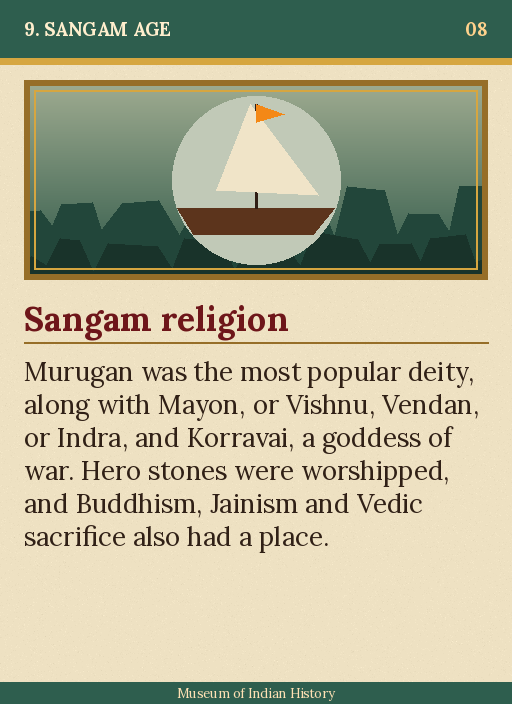 9. SANGAM AGE
08
Sangam religion
Murugan was the most popular deity,
along with Mayon, or Vishnu, Vendan,
or Indra, and Korravai, a goddess of
war. Hero stones were worshipped,
and Buddhism, Jainism and Vedic
sacrifice also had a place.
Museum of Indian History